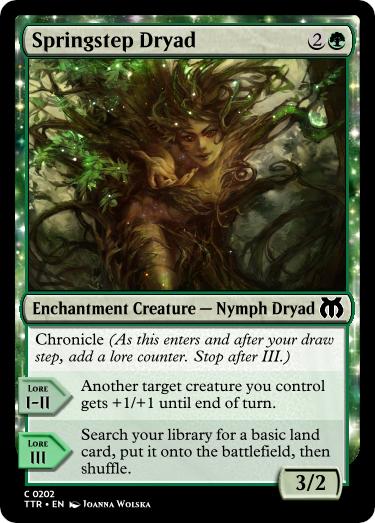 Springstep Dryad 2
Enchantment Creature — Nymph Dryad
Chronicle (As this enters and after your draw
step, add a lore counter. Stop after III.)
LORE
I-II
Another target creature you control
gets +1/+1 until end of turn.
LORE
III
Search your library for a basic land
card, put it onto the battlefield, then
shuffle.
3/2
C 0202
TTR • EN Joanna Wolska